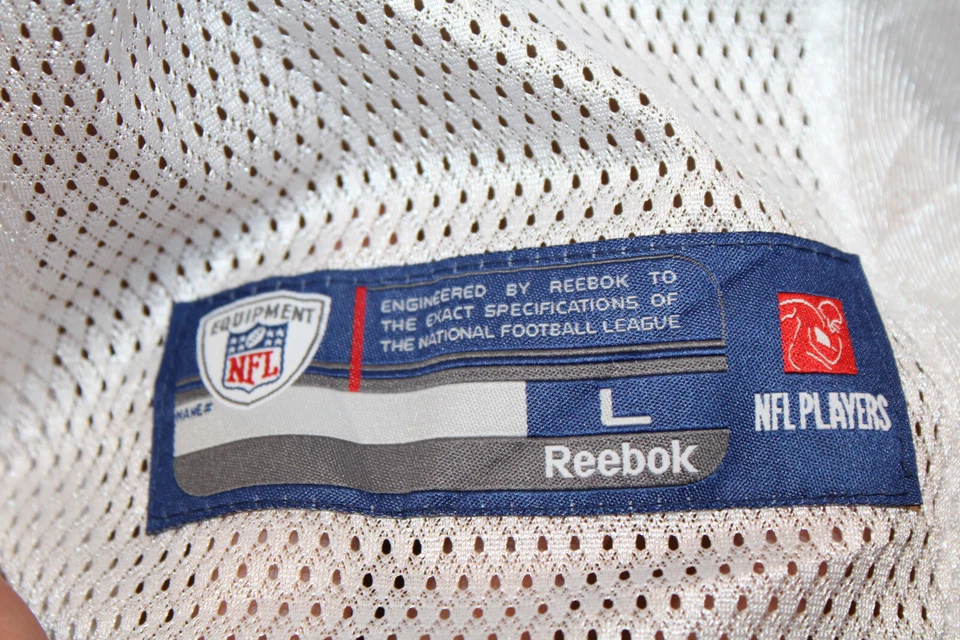 EQUIPMENT
NFL
ENGINEERED BY REEBOK TO
THE EXACT SPECIFICATIONS OF
THE NATIONAL FOOTBALL LEAGUE
NAME#
L
Reebok
NFL PLAYERS